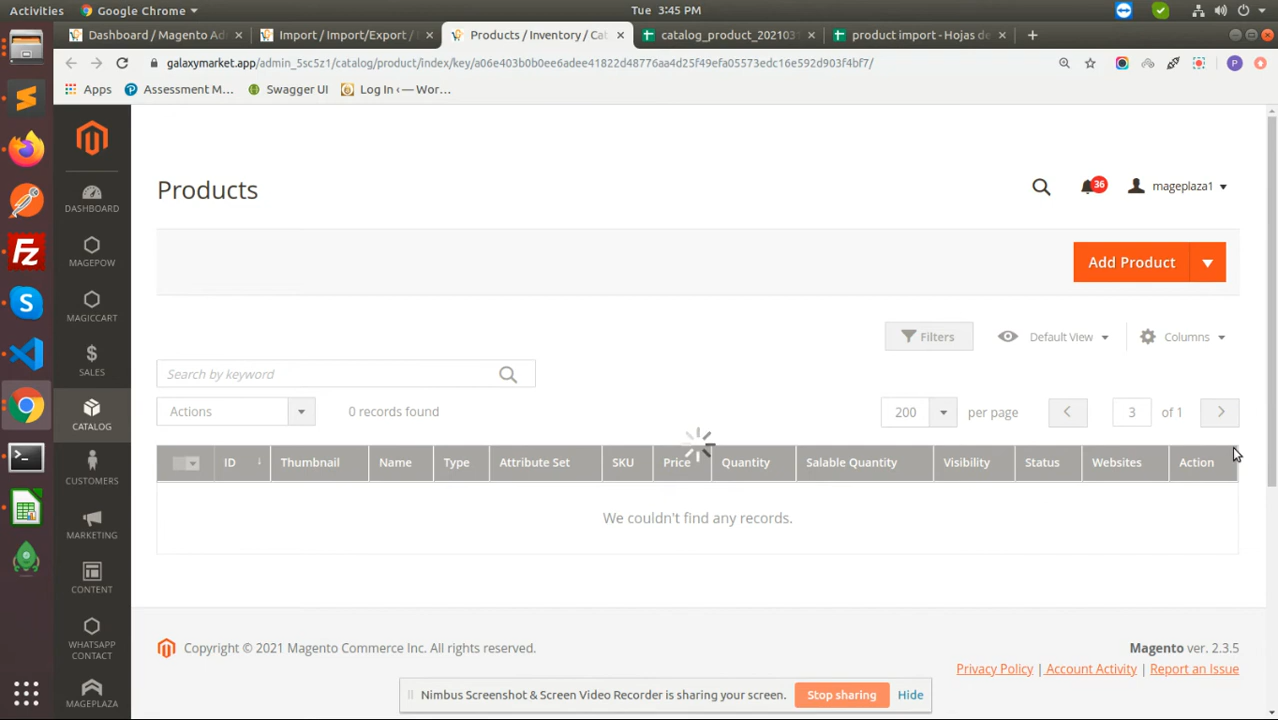 Activities
Google Chrome
Tue 3:45 PM
Dashboard / Magento Ad
Import / Import/Export /
Products / Inventory / Cat
catalog_product_202103
product import - Hojas de
galaxymarket.app/admin_5sc5z1/catalog/product/index/key/a06e403b0b0ee6adee41822d48776aa4d25f49efa05573edc16e592d903f4bf7/
Apps
Assessment M...
Swagger UI
Log In ‹ — Wor...
P
DASHBOARD
MAGEPOW
MAGICCART
SALES
CATALOG
CUSTOMERS
MARKETING
CONTENT
WHATSAPP
CONTACT
MAGEPLAZA
Products
36
mageplaza1
Add Product
Filters
Default View
Columns
Search by keyword
Actions
0 records found
200
per page
3
of 1
ID
Thumbnail
Name
Type
Attribute Set
SKU
Price
Quantity
Salable Quantity
Visibility
Status
Websites
Action
We couldn't find any records.
Copyright © 2021 Magento Commerce Inc. All rights reserved.
Magento ver. 2.3.5
Privacy Policy | Account Activity | Report an Issue
Nimbus Screenshot & Screen Video Recorder is sharing your screen.
Stop sharing
Hide